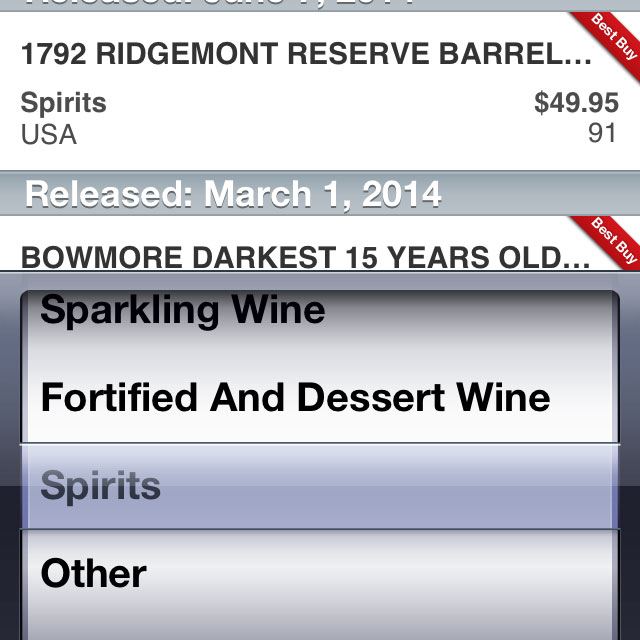 Released: June 7, 2014
Best Buy
1792 RIDGEMONT RESERVE BARREL...
Spirits
$49.95
USA
91
Released: March 1, 2014
Best Buy
BOWMORE DARKEST 15 YEARS OLD...
Sparkling Wine
Fortified And Dessert Wine
Spirits
Other